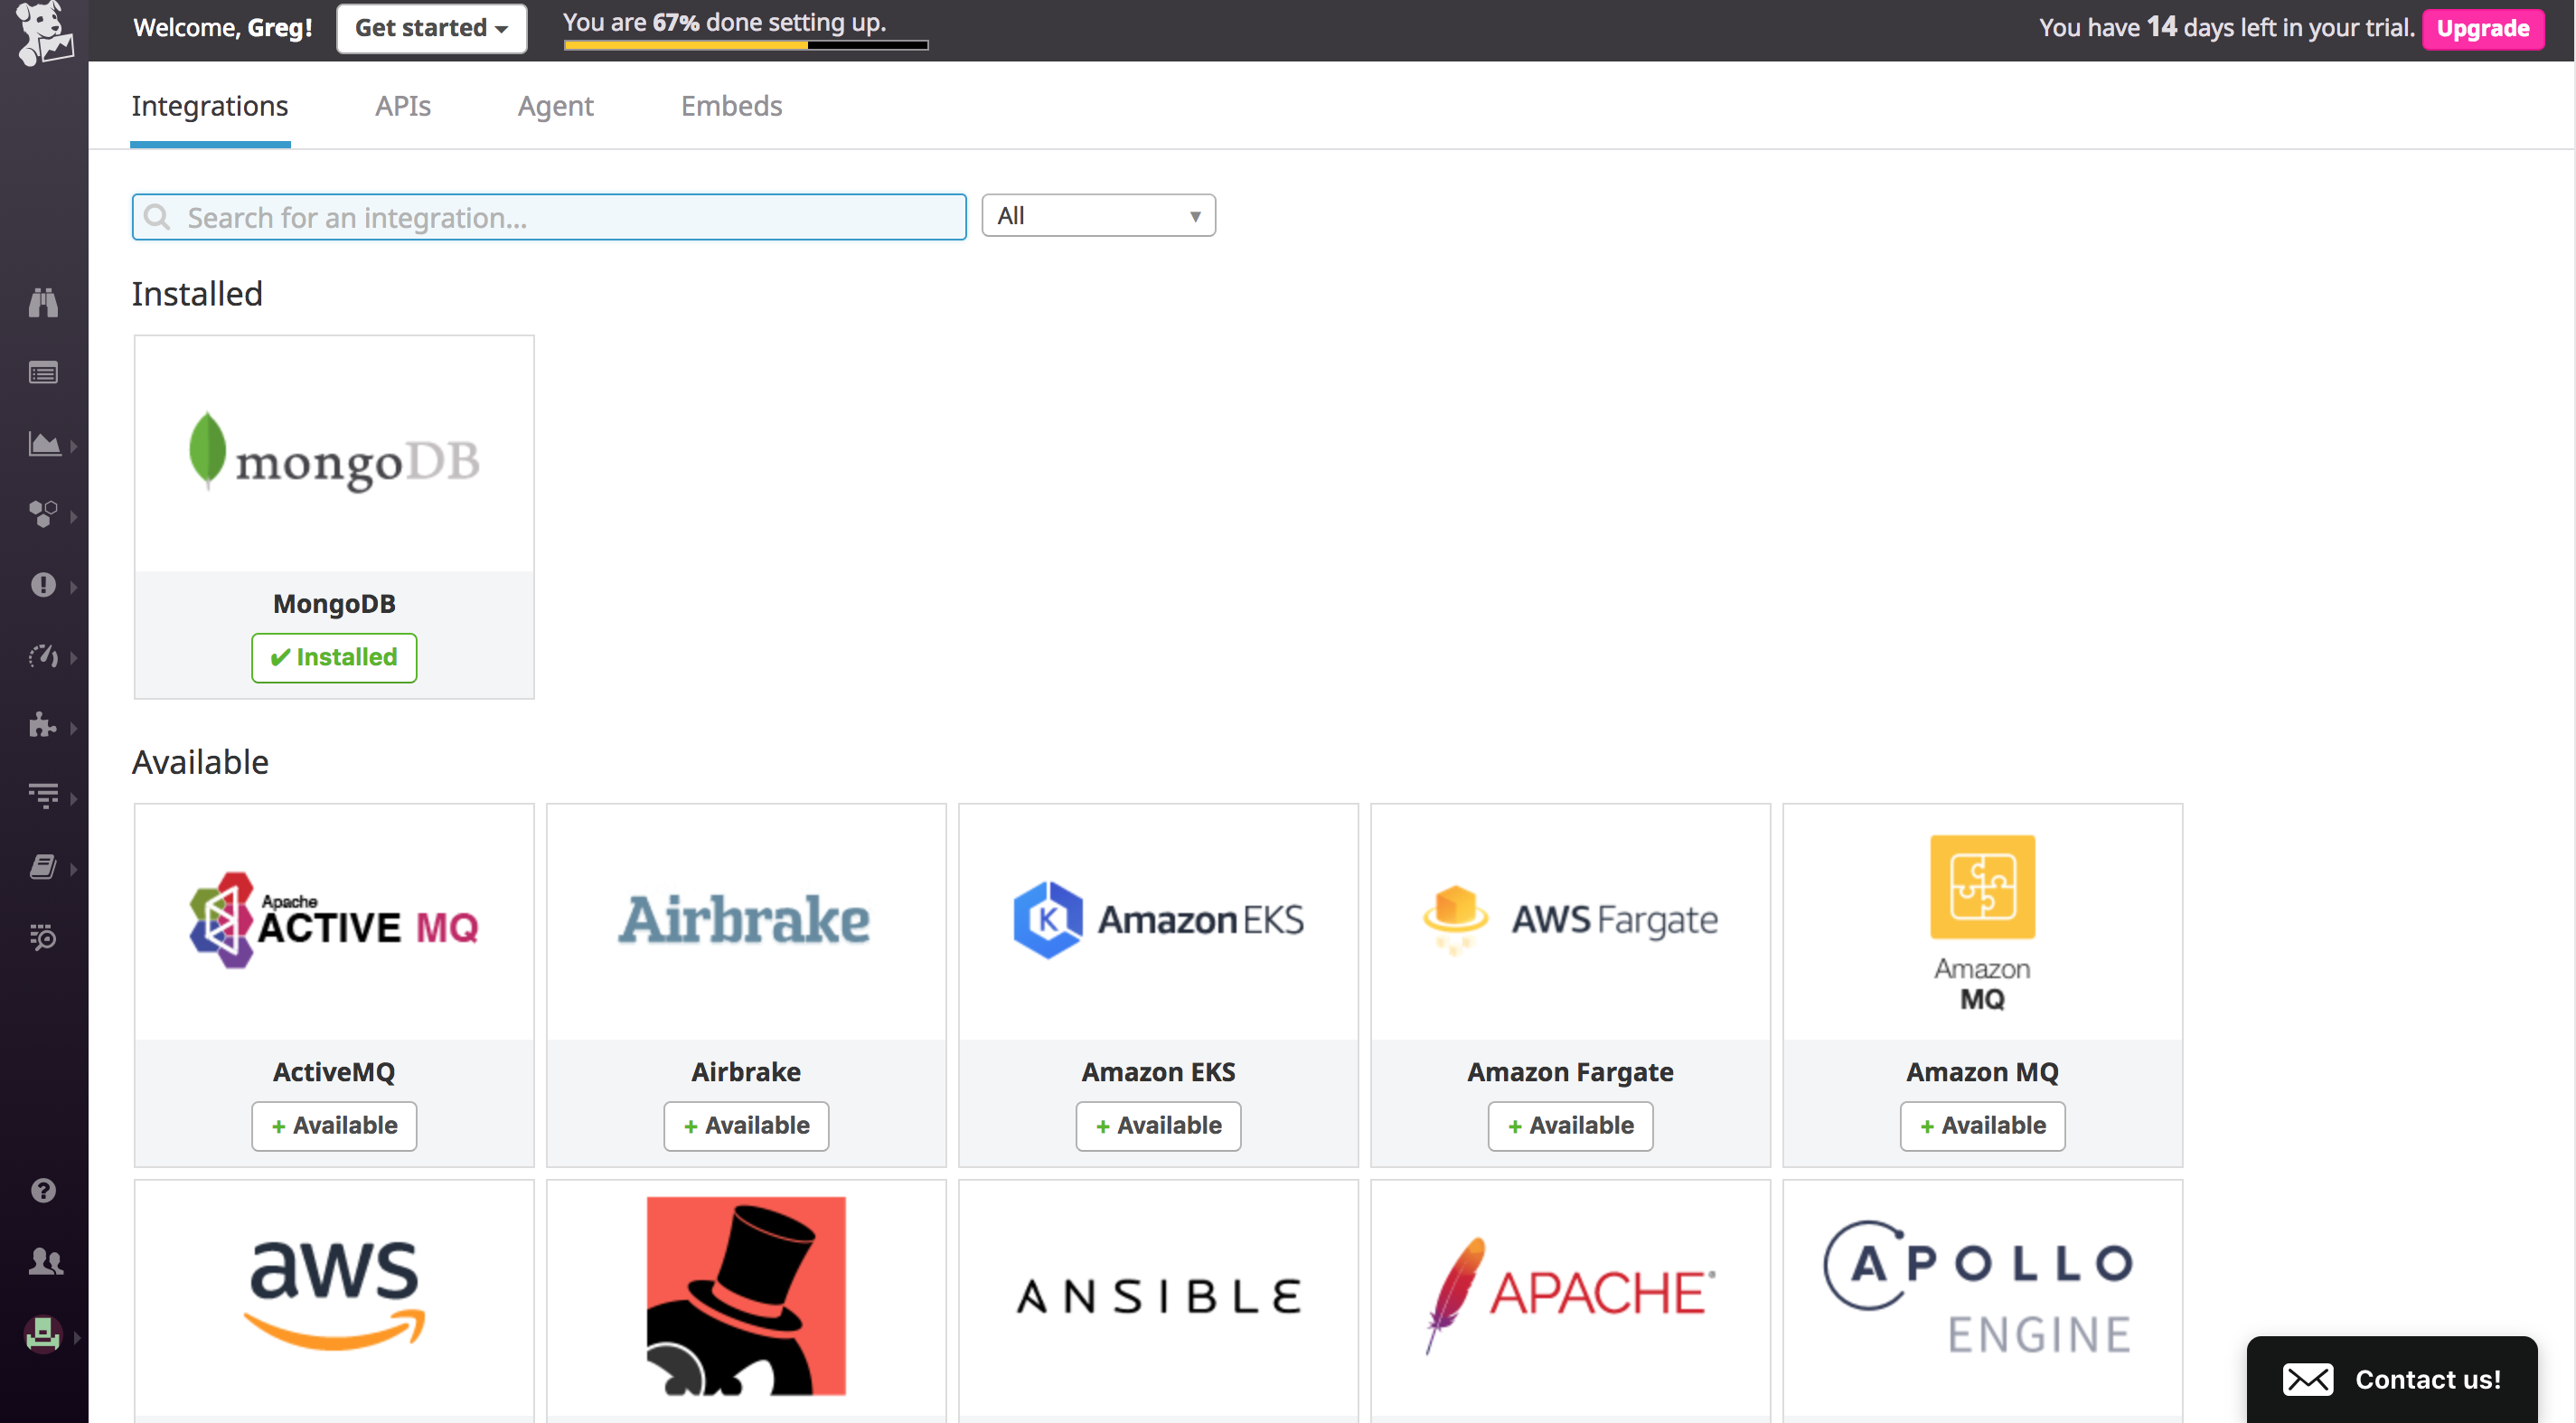 Welcome, Greg!
Get started
You are 67% done setting up.
You have 14 days left in your trial.
Upgrade
Integrations
APIs
Agent
Embeds
Search for an integration...
All
Installed
mongoDB
MongoDB
✔ Installed
Available
Apache
ACTIVE MQ
Airbrake
K
Amazon EKS
AWS Fargate
Amazon
MQ
ActiveMQ
Airbrake
Amazon EKS
Amazon Fargate
Amazon MQ
+ Available
+ Available
+ Available
+ Available
+ Available
aws
ANSIBLE
APACHE
APOLLO
ENGINE
Contact us!